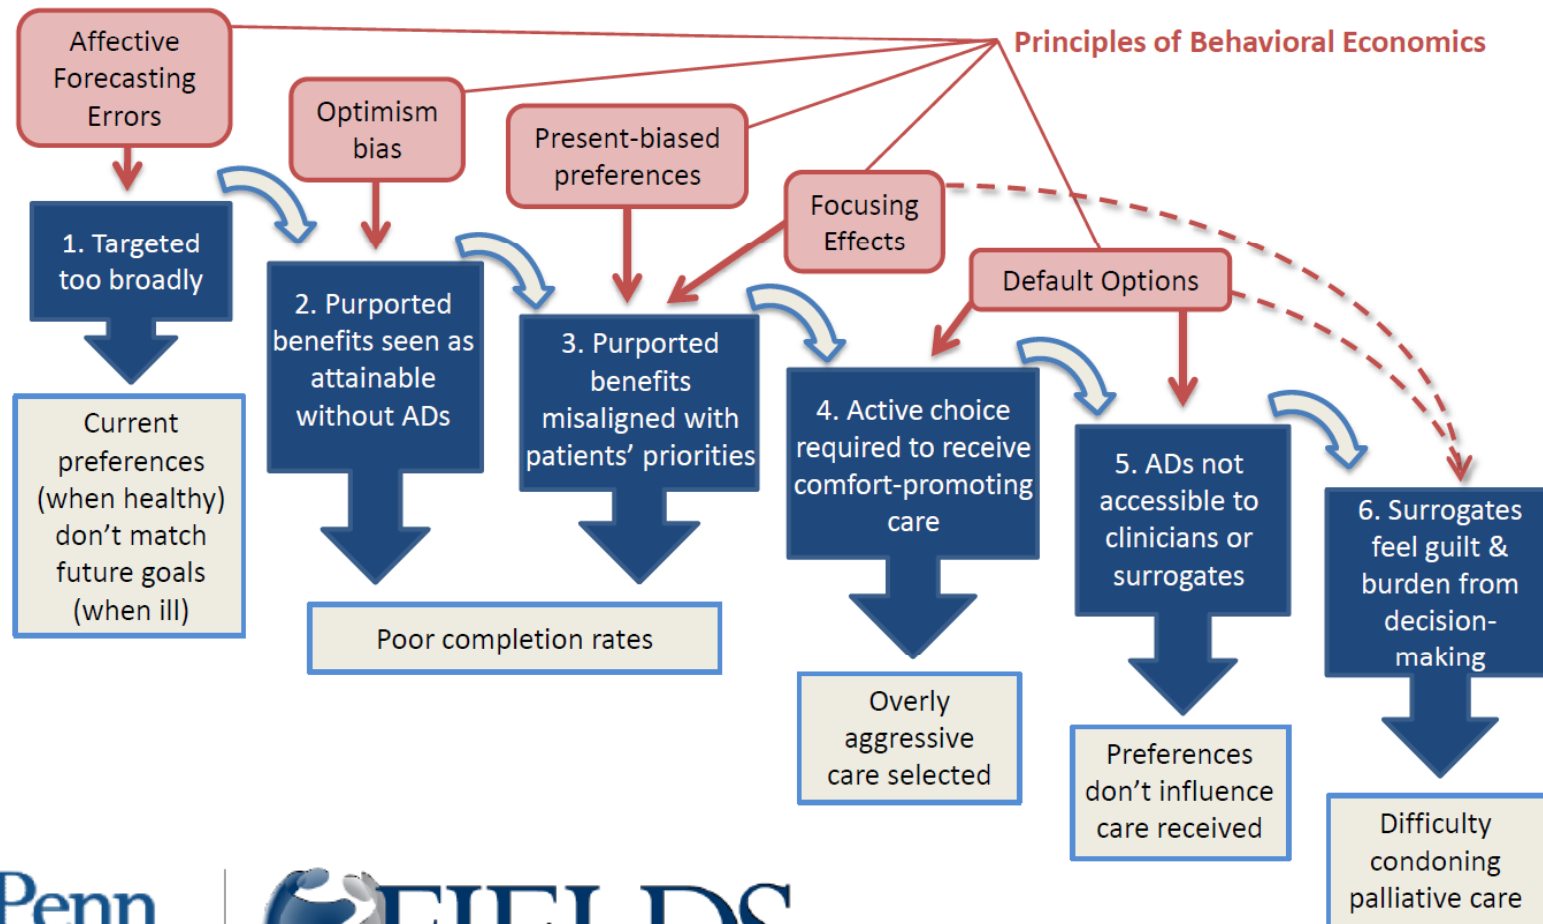 Principles of Behavioral Economics
Affective
Forecasting
Errors
Optimism
bias
Present-biased
preferences
Focusing
Effects
Default Options
1. Targeted
too broadly
2. Purported
benefits seen as
attainable
without ADs
3. Purported
benefits
misaligned with
patients’ priorities
4. Active choice
required to receive
comfort-promoting
care
5. ADs not
accessible to
clinicians or
surrogates
6. Surrogates
feel guilt &
burden from
decision-
making
Current
preferences
(when healthy)
don’t match
future goals
(when ill)
Poor completion rates
Overly
aggressive
care selected
Preferences
don’t influence
care received
Difficulty
condoning
palliative care
Penn
FIELDS